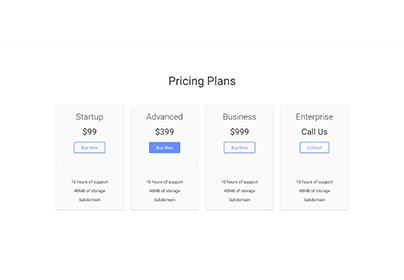 Pricing Plans
Startup
$99
Buy Now
10 hours of support
40MB of storage
Subdomain
Advanced
$399
Buy Now
10 hours of support
40MB of storage
Subdomain
Business
$999
Buy Now
10 hours of support
40MB of storage
Subdomain
Enterprise
Call Us
Contact
10 hours of support
40MB of storage
Subdomain